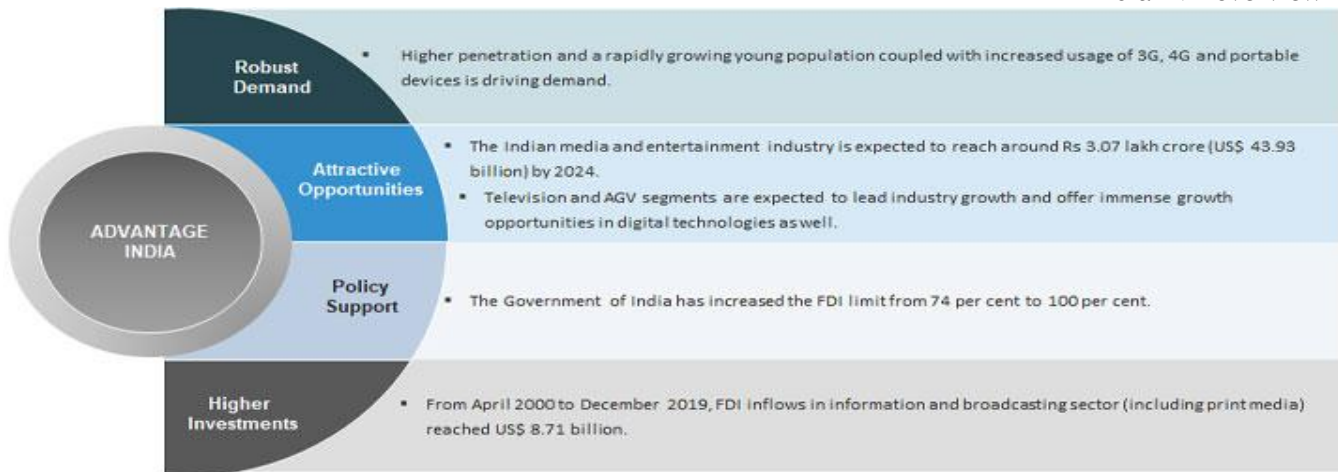 ADVANTAGE
INDIA
Robust
Demand
▪ Higher penetration and a rapidly growing young population coupled with increased usage of 3G, 4G and portable
devices is driving demand.
Attractive
Opportunities
▪ The Indian media and entertainment industry is expected to reach around Rs 3.07 lakh crore (US$ 43.93
billion) by 2024.
▪ Television and AGV segments are expected to lead industry growth and offer immense growth
opportunities in digital technologies as well.
Policy
Support
▪ The Government of India has increased the FDI limit from 74 per cent to 100 per cent.
Higher
Investments
▪ From April 2000 to December 2019, FDI inflows in information and broadcasting sector (including print media)
reached US$ 8.71 billion.